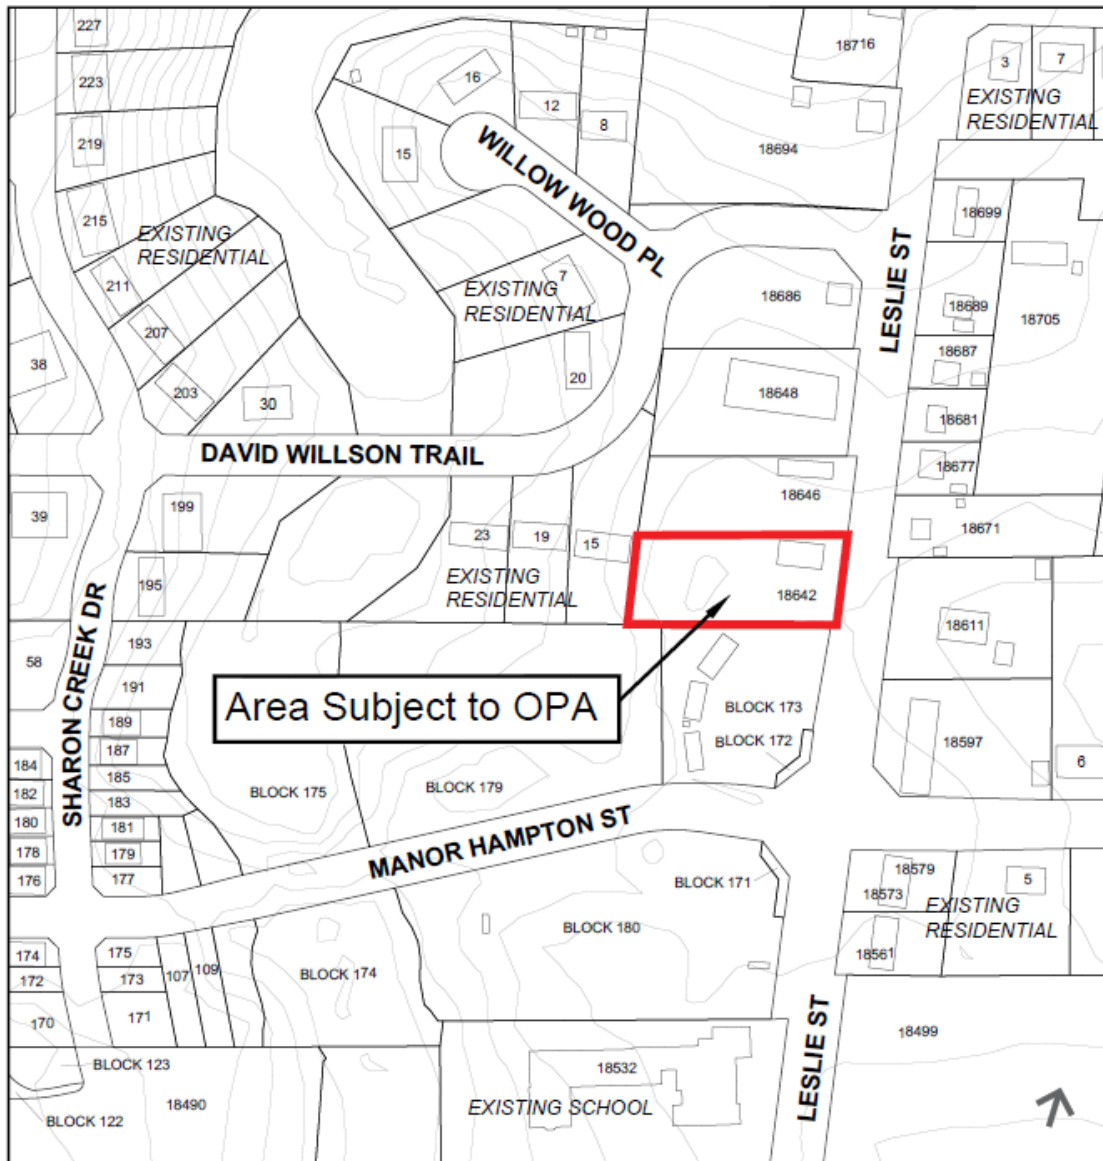 227
18716
3
7
16
223
EXISTING
RESIDENTIAL
12
8
219
15
WILLOW WOOD PL
18694
215
EXISTING
RESIDENTIAL
18699
LESLIE ST
211
EXISTING
RESIDENTIAL
7
18686
18689
18705
207
18687
38
20
18648
203
30
18681
DAVID WILLSON TRAIL
18677
18646
39
199
23
19
15
18671
EXISTING
RESIDENTIAL
195
18642
18611
SHARON CREEK DR
193
58
191
Area Subject to OPA
BLOCK 173
189
BLOCK 172
18597
187
184
6
185
182
BLOCK 175
BLOCK 179
183
180
181
MANOR HAMPTON ST
178
179
176
177
BLOCK 171
18579
5
18573
EXISTING
RESIDENTIAL
BLOCK 180
174
175
18561
172
173
107
109
BLOCK 174
170
171
LESLIE ST
18499
BLOCK 123
18532
18490
EXISTING SCHOOL
BLOCK 122